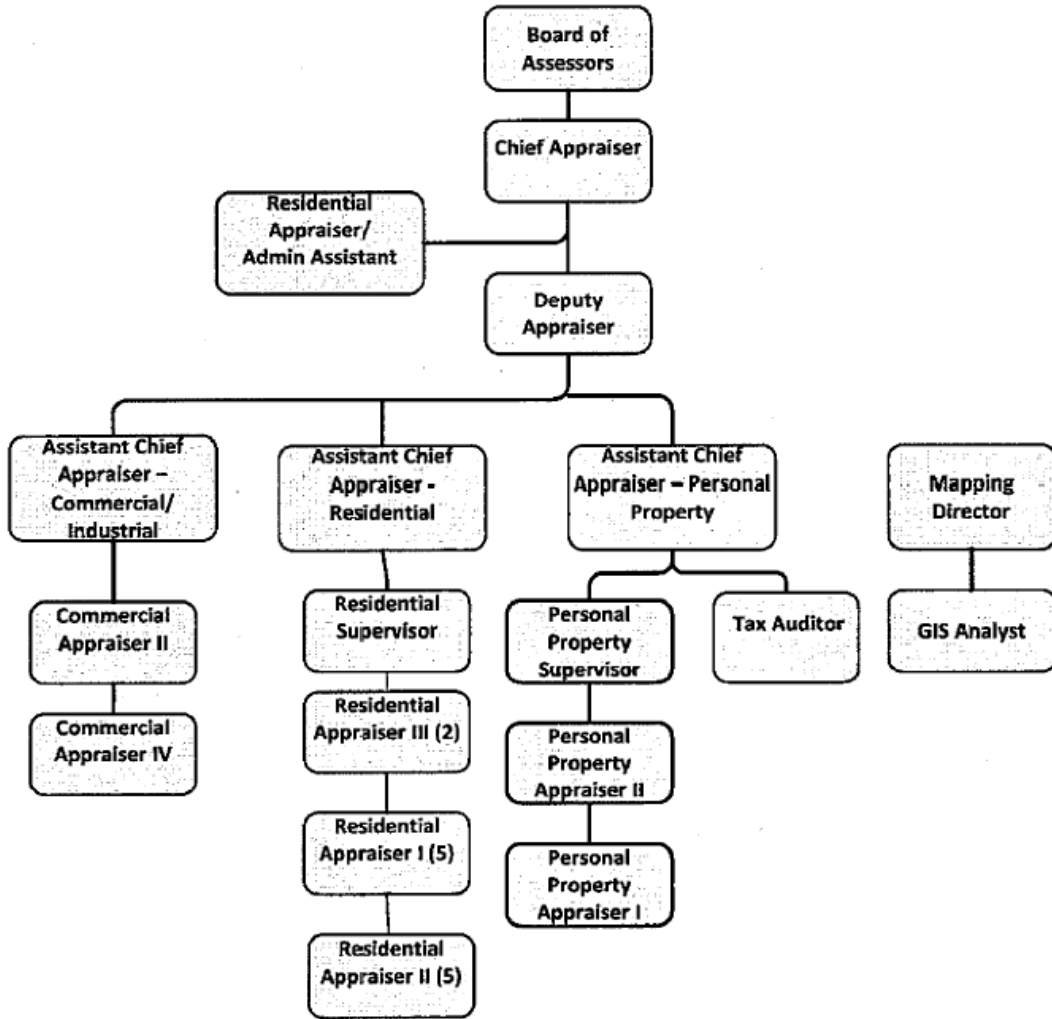 Board of
Assessors
Chief Appraiser
Residential
Appraiser/
Admin Assistant
Deputy
Appraiser
Assistant Chief
Appraiser –
Commercial/
Industrial
Assistant Chief
Appraiser -
Residential
Assistant Chief
Appraiser – Personal
Property
Mapping
Director
Commercial
Appraiser II
Residential
Supervisor
Personal
Property
Supervisor
Tax Auditor
GIS Analyst
Commercial
Appraiser IV
Residential
Appraiser III (2)
Personal
Property
Appraiser II
Residential
Appraiser I (5)
Personal
Property
Appraiser I
Residential
Appraiser II (5)